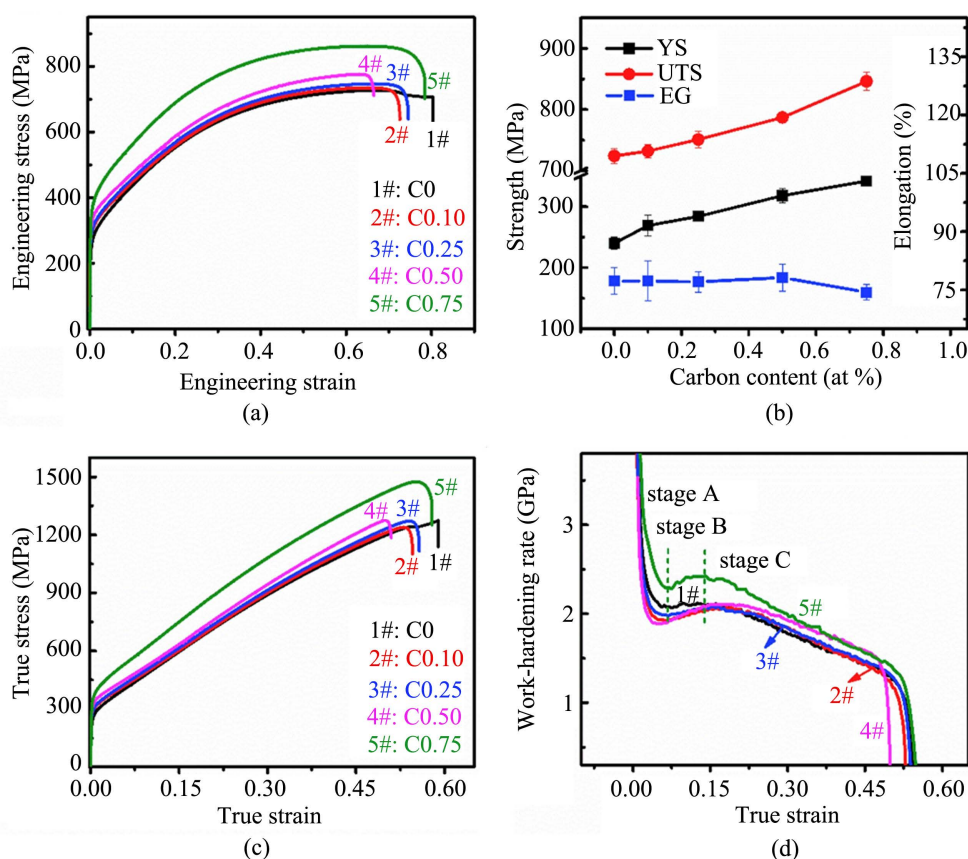 Engineering stress (MPa)
800
600
400
200
0
4#
3#
5#
2#
1#
1#: C0
2#: C0.10
3#: C0.25
4#: C0.50
5#: C0.75
0.0 0.2 0.4 0.6 0.8
Engineering strain
(a)
Strength (MPa)
900
800
700
300
200
100
YS
UTS
EG
135
120
105
90
75
Elongation (%)
0.0 0.2 0.4 0.6 0.8 1.0
Carbon content (at %)
(b)
True stress (MPa)
1500
1200
900
600
300
0
5#
4#
3#
2#
1#
1#: C0
2#: C0.10
3#: C0.25
4#: C0.50
5#: C0.75
0.00 0.15 0.30 0.45 0.60
True strain
(c)
Work-hardening rate (GPa)
3
2
1
stage A
stage B
stage C
1#
5#
3#
2#
4#
0.00 0.15 0.30 0.45 0.60
True strain
(d)